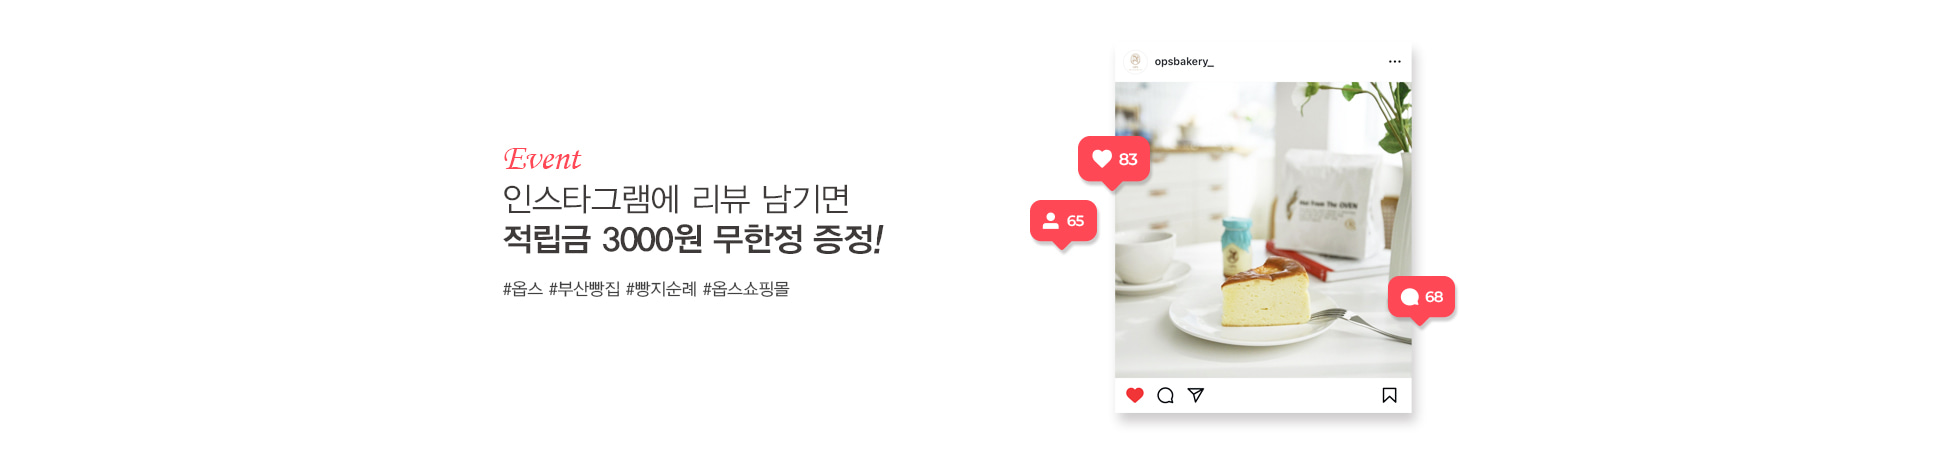 Event
인스타그램에 리뷰 남기면
적립금 3000원 무한정 증정!
#옵스 #부산빵집 #빵지순례 #옵스쇼핑몰
opsbakery_
83
65
Hot From The OVEN
68